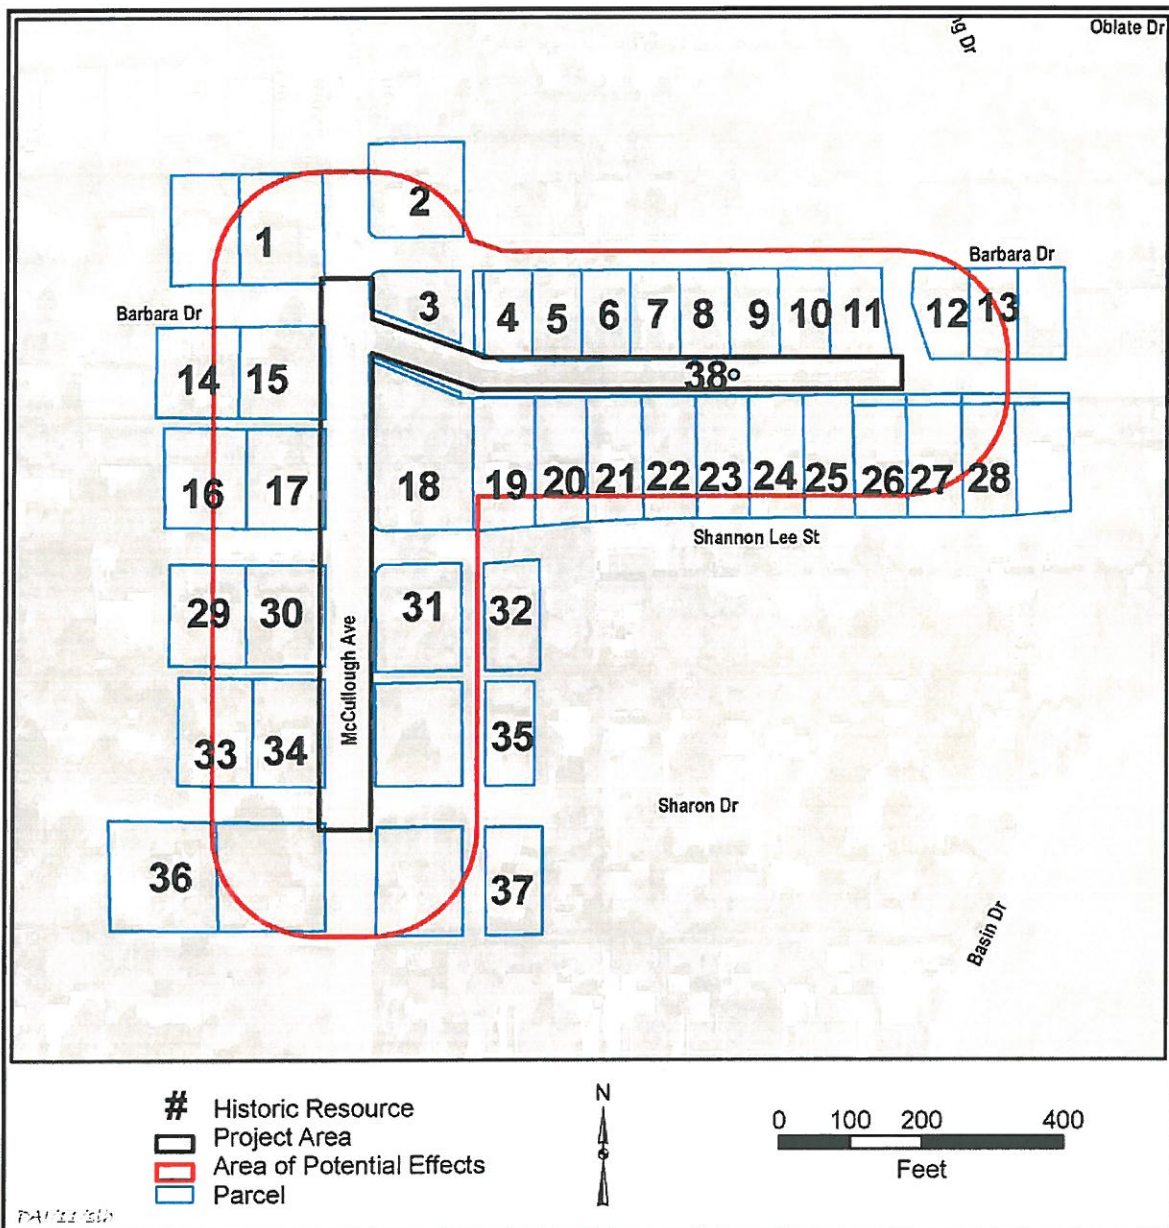 Oblate Dr
2
1
Barbara Dr
Barbara Dr
3 4 5 6 7 8 9 10 11 12 13
14 15 38
16 17 18 19 20 21 22 23 24 25 26 27 28
Shannon Lee St
29 30 31 32
McCullough Ave
33 34 35
Sharon Dr
36 37
Basin Dr
# Historic Resource
Project Area
Area of Potential Effects
Parcel
N
0 100 200 400
Feet